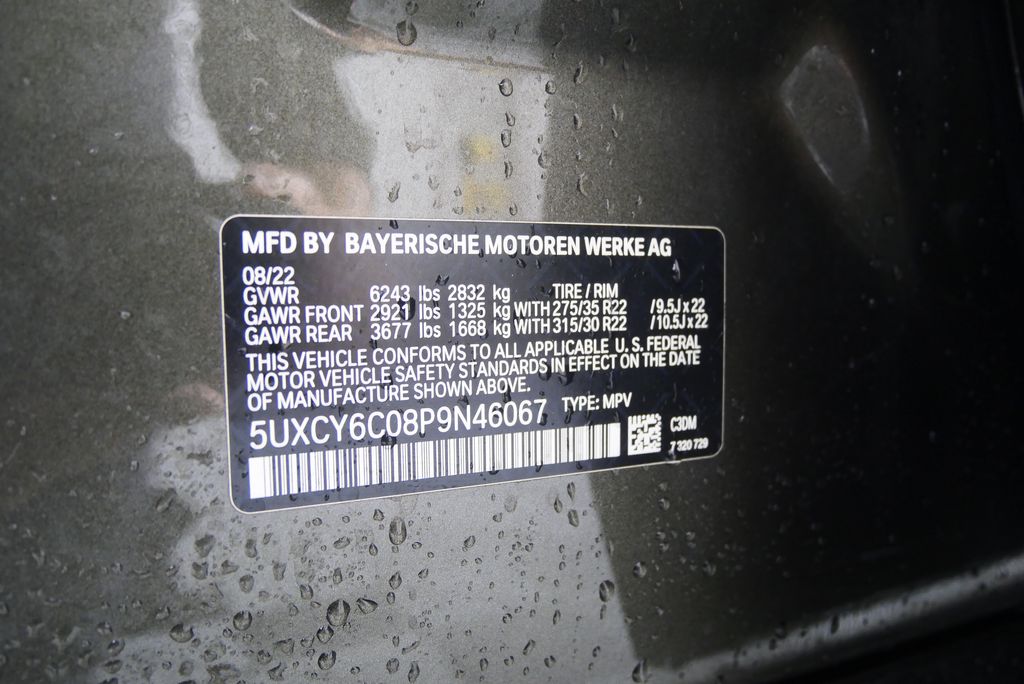 MFD BY BAYERISCHE MOTOREN WERKE AG
08/22
GVWR 6243 lbs 2832 kg TIRE / RIM
GAWR FRONT 2921 lbs 1325 kg WITH 275/35 R22 / 9.5J x 22
GAWR REAR 3677 lbs 1668 kg WITH 315/30 R22 / 10.5J x 22
THIS VEHICLE CONFORMS TO ALL APPLICABLE U.S. FEDERAL
MOTOR VEHICLE SAFETY STANDARDS IN EFFECT ON THE DATE
OF MANUFACTURE SHOWN ABOVE.
5UXCY6C08P9N46067 TYPE: MPV
C3DM
7 320 729